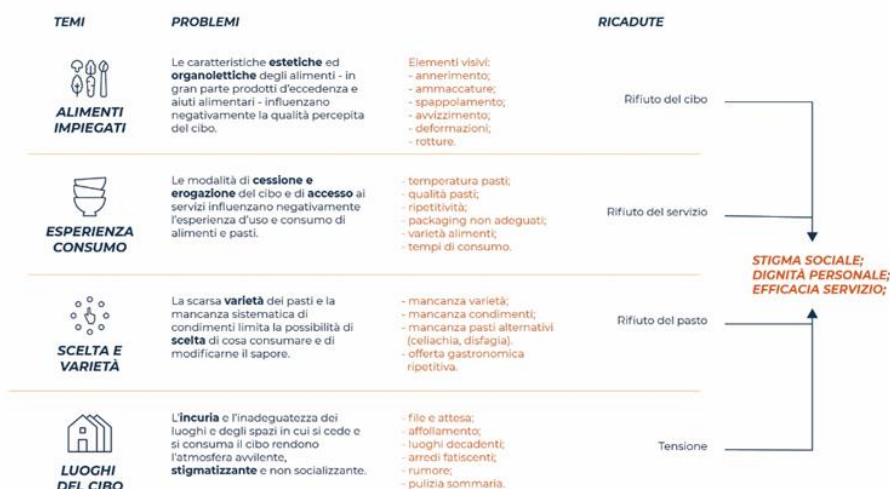 TEMI
PROBLEMI
RICADUTE
ALIMENTI
IMPIEGATI
Le caratteristiche estetiche ed
organolettiche degli alimenti - in
gran parte prodotti d'eccedenza e
aiuti alimentari - influenzano
negativamente la qualità percepita
del cibo.
Elementi visivi:
- annerimento;
- ammaccature;
- spappolamento;
- avvizzimento;
- deformazioni;
- rotture.
Rifiuto del cibo
ESPERIENZA
CONSUMO
Le modalità di cessione e
erogazione del cibo e di accesso ai
servizi influenzano negativamente
l'esperienza d'uso e consumo di
alimenti e pasti.
- temperatura pasti;
- qualità pasti;
- ripetitività;
- packaging non adeguati;
- varietà alimenti;
- tempi di consumo.
Rifiuto del servizio
STIGMA SOCIALE;
DIGNITÀ PERSONALE;
EFFICACIA SERVIZIO;
SCELTA E
VARIETÀ
La scarsa varietà dei pasti e la
mancanza sistematica di
condimenti limita la possibilità di
scelta di cosa consumare e di
modificarne il sapore.
- mancanza varietà;
- mancanza condimenti;
- mancanza pasti alternativi
(celiachia, disfagia).
- offerta gastronomica
ripetitiva.
Rifiuto del pasto
LUOGHI
DEL CIBO
L'incuria e l'inadeguatezza dei
luoghi e degli spazi in cui si cede e
si consuma il cibo rendono
l'atmosfera avvilente,
stigmatizzante e non socializzante.
- file e attesa;
- affollamento;
- luoghi decadenti;
- arredi fatiscenti;
- rumore;
- pulizia sommaria.
Tensione